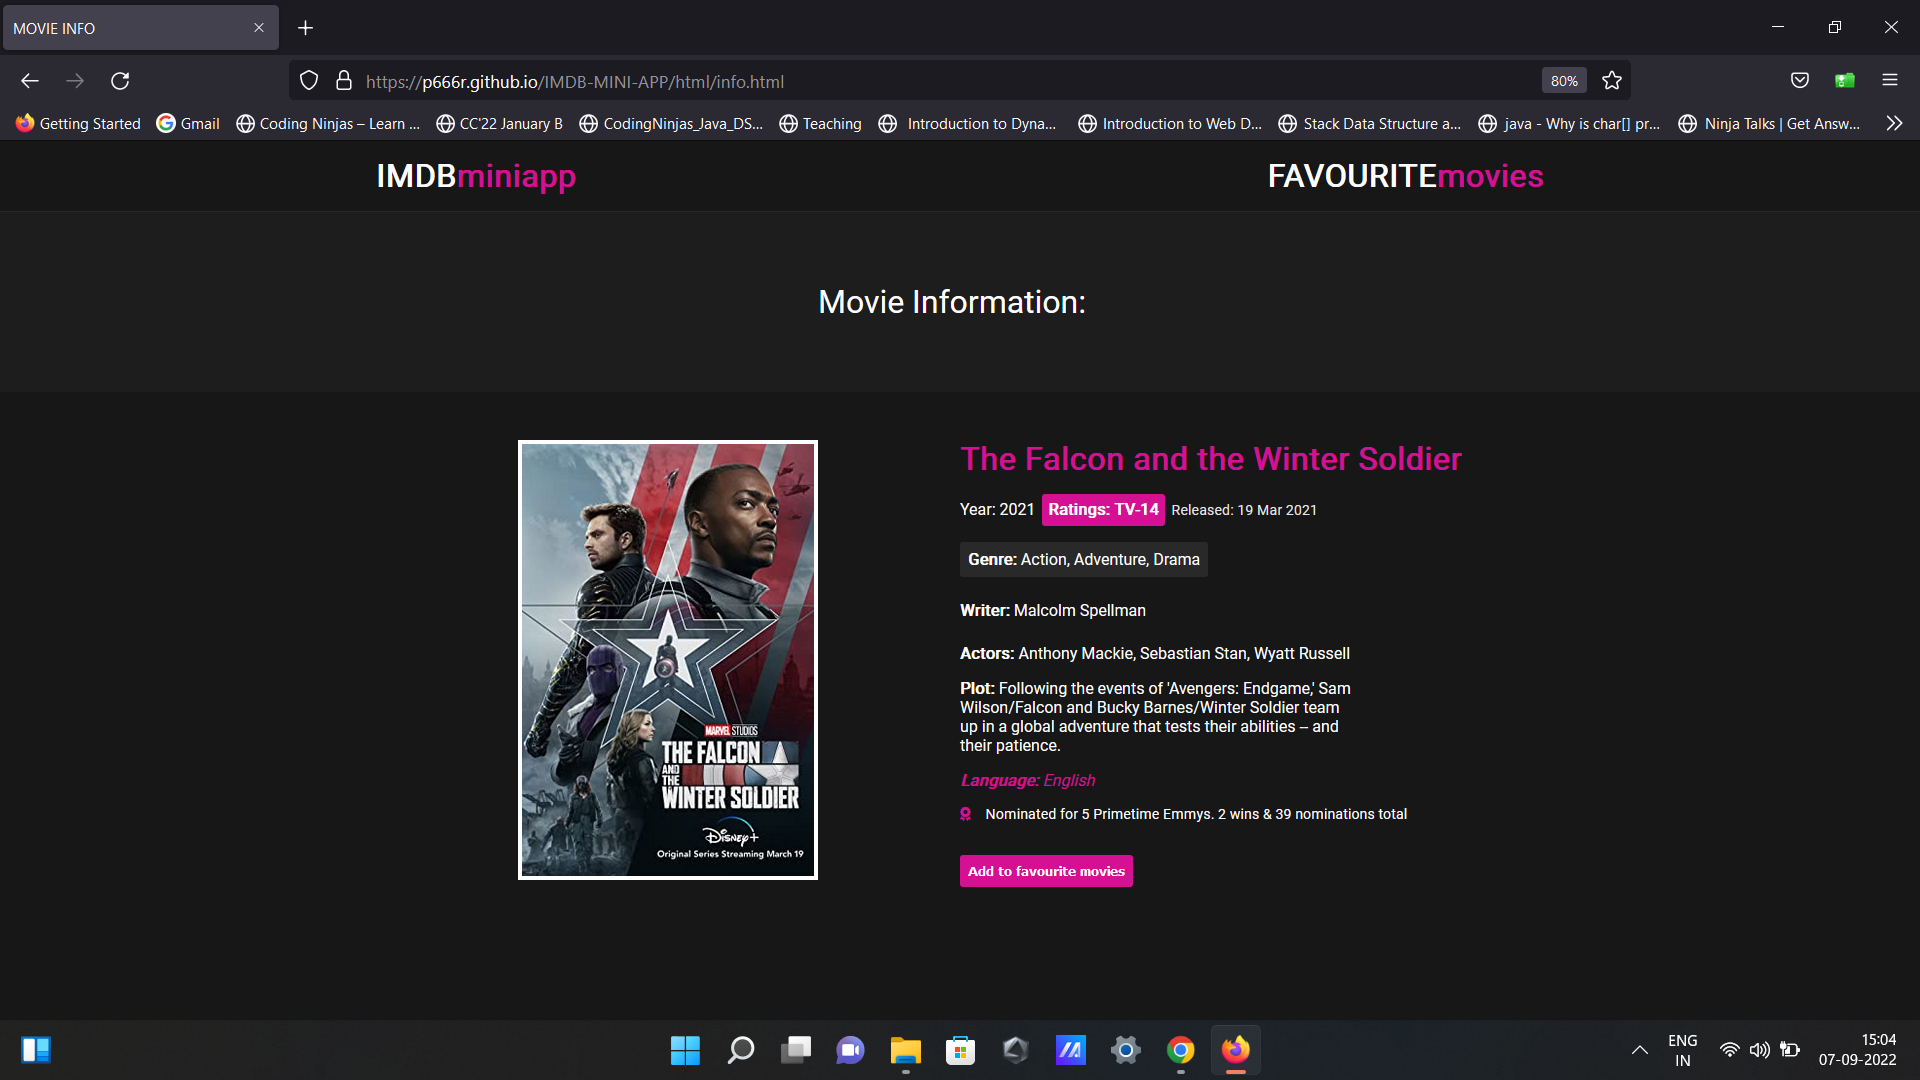 MOVIE INFO
https://p666r.github.io/IMDB-MINI-APP/html/info.html
80%
Getting Started
Gmail
Coding Ninjas – Learn ...
CC'22 January B
CodingNinjas_Java_DS...
Teaching
Introduction to Dyna...
Introduction to Web D...
Stack Data Structure a...
java - Why is char[] pr...
Ninja Talks | Get Answ...
IMDBminiapp
FAVOURITEmovies
Movie Information:
MARVEL STUDIOS
THE FALCON
AND THE
WINTER SOLDIER
Disney+
Original Series Streaming March 19
The Falcon and the Winter Soldier
Year: 2021 Ratings: TV-14 Released: 19 Mar 2021
Genre: Action, Adventure, Drama
Writer: Malcolm Spellman
Actors: Anthony Mackie, Sebastian Stan, Wyatt Russell
Plot: Following the events of 'Avengers: Endgame,' Sam
Wilson/Falcon and Bucky Barnes/Winter Soldier team
up in a global adventure that tests their abilities -- and
their patience.
Language: English
Nominated for 5 Primetime Emmys. 2 wins & 39 nominations total
Add to favourite movies
ENG
IN
15:04
07-09-2022